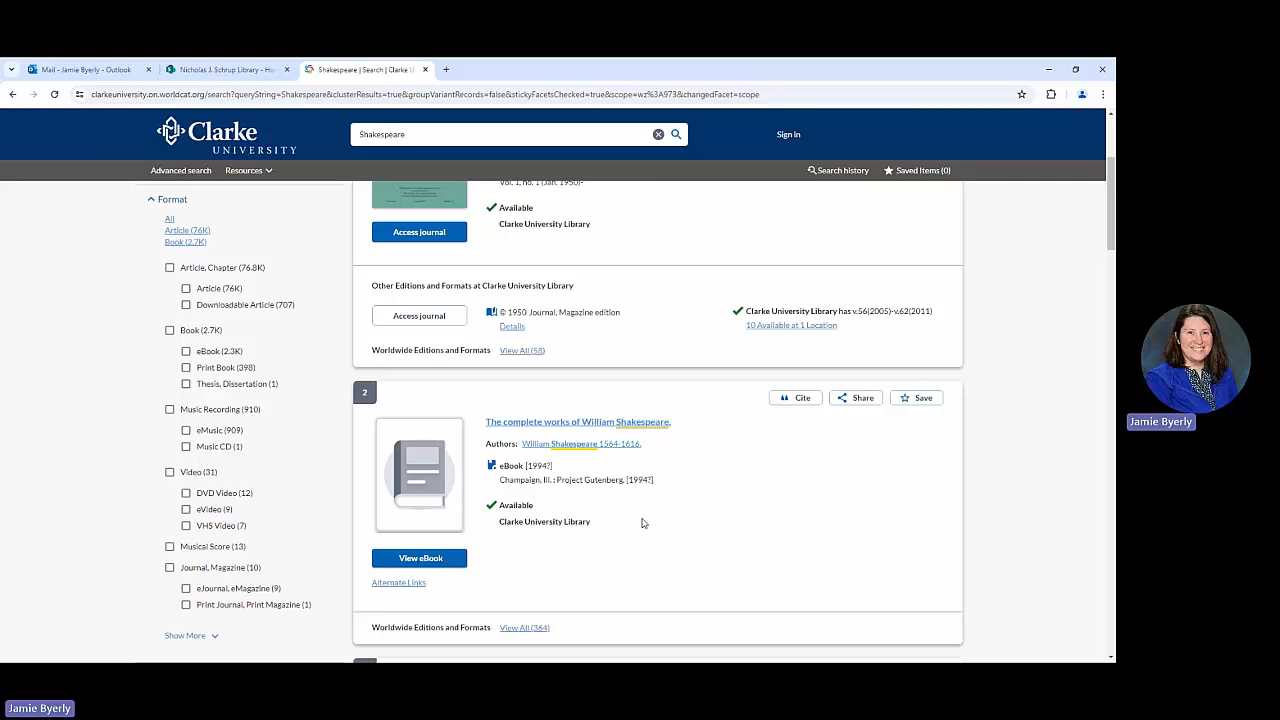 Mail - Jamie Byerly - Outlook
Nicholas J. Schrup Library - Ho
Shakespeare | Search | Clarke U
clarkeuniversity.on.worldcat.org/search?queryString=Shakespeare&clusterResults=true&groupVariantRecords=false&stickyFacetsChecked=true&scope=wz%3A973&changedFacet=scope
Clarke
UNIVERSITY
Shakespeare
Sign in
Advanced search
Resources
Search history
Saved Items (0)
Format
All
Article (76K)
Book (2.7K)
Article, Chapter (76.8K)
Article (76K)
Downloadable Article (707)
Book (2.7K)
eBook (2.3K)
Print Book (398)
Thesis, Dissertation (1)
Music Recording (910)
eMusic (909)
Music CD (1)
Video (31)
DVD Video (12)
eVideo (9)
VHS Video (7)
Musical Score (13)
Journal, Magazine (10)
eJournal, eMagazine (9)
Print Journal, Print Magazine (1)
Show More
Vol. 1, no. 1 (Jan. 1950)-
Available
Clarke University Library
Access journal
Other Editions and Formats at Clarke University Library
Access journal
© 1950 Journal, Magazine edition
Details
Clarke University Library has v.56(2005)-v.62(2011)
10 Available at 1 Location
Worldwide Editions and Formats View All (58)
2
Cite
Share
Save
The complete works of William Shakespeare,
Authors: William Shakespeare 1564-1616.
eBook [1994?]
Champaign, Ill. : Project Gutenberg, [1994?]
Available
Clarke University Library
View eBook
Alternate Links
Worldwide Editions and Formats View All (364)
Jamie Byerly
Jamie Byerly